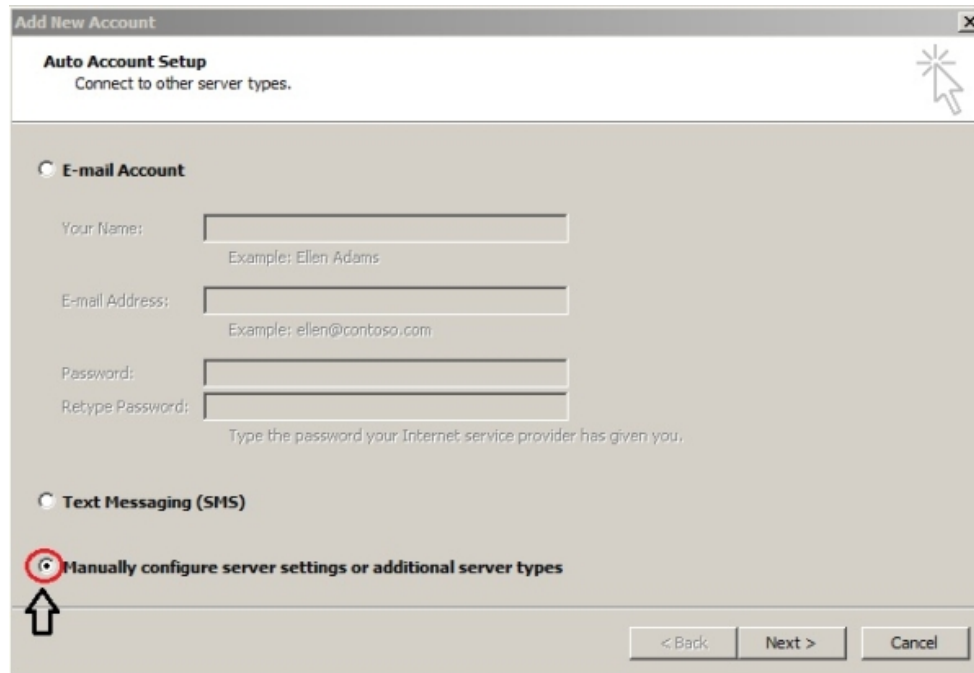 Add New Account
Auto Account Setup
Connect to other server types.
E-mail Account
Your Name:
Example: Ellen Adams
E-mail Address:
Example: ellen@contoso.com
Password:
Retype Password:
Type the password your Internet service provider has given you.
Text Messaging (SMS)
Manually configure server settings or additional server types
< Back
Next >
Cancel